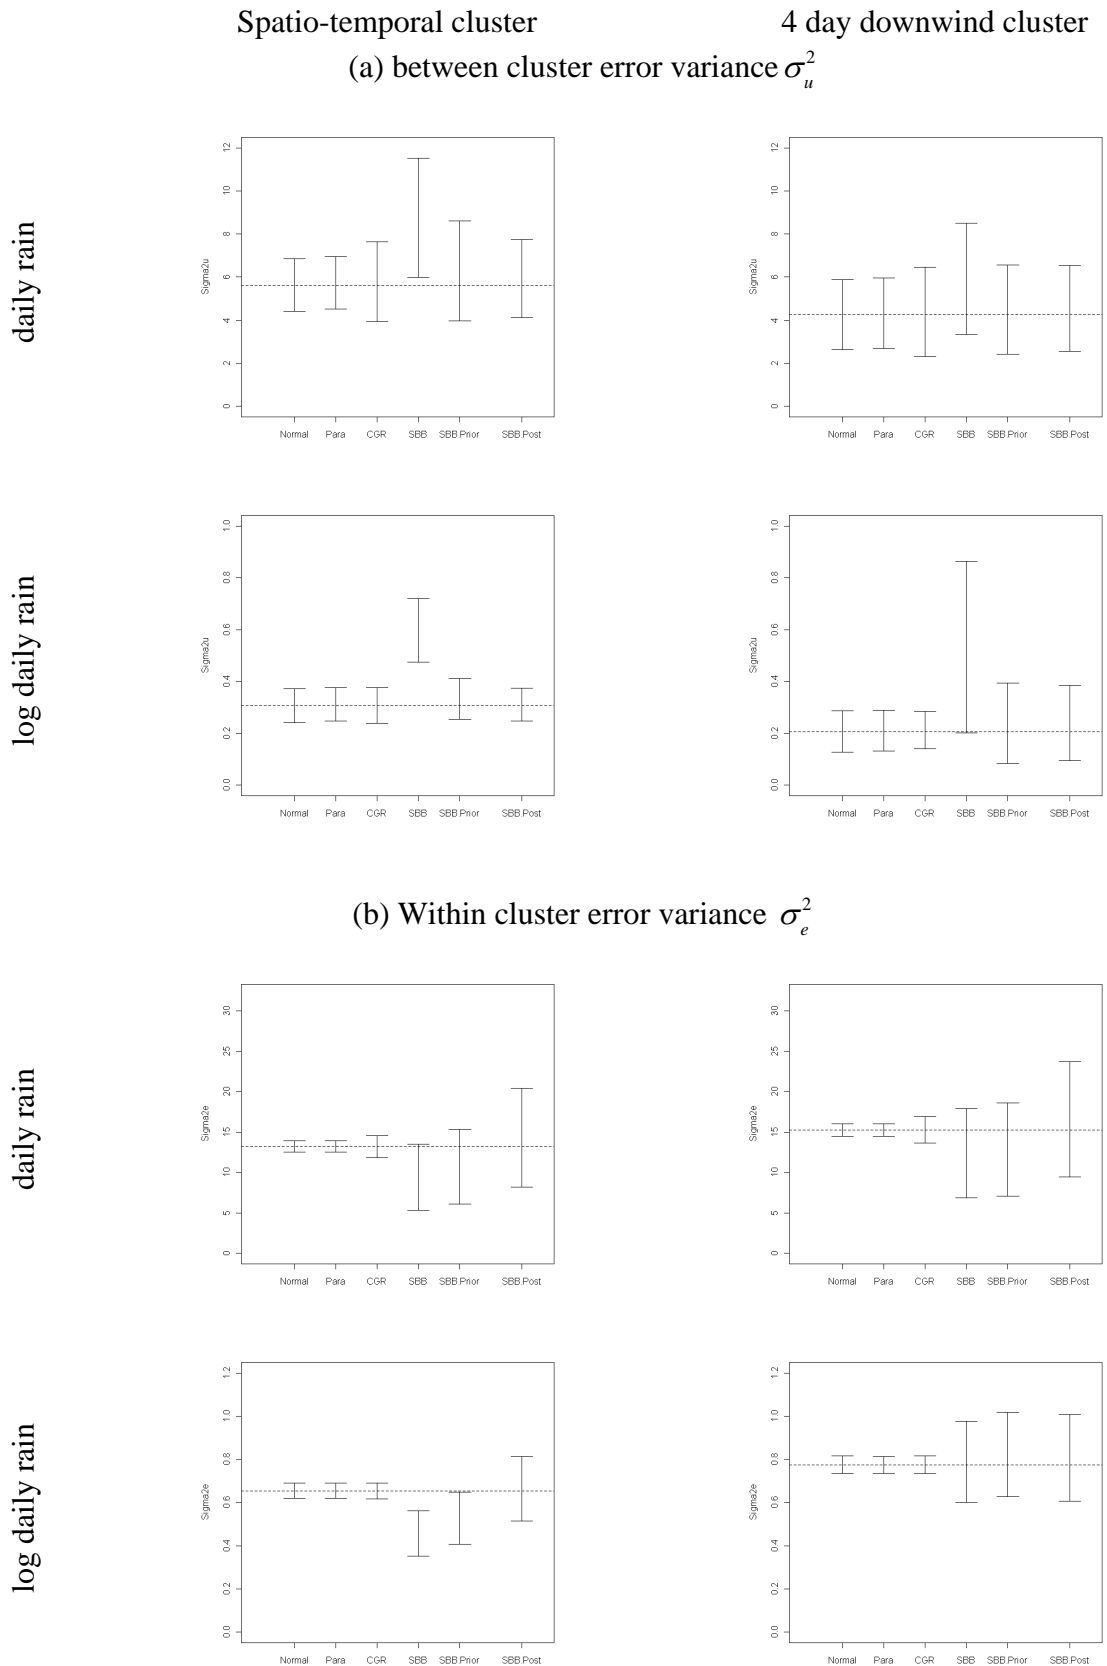 Spatio-temporal cluster 4 day downwind cluster
(a) between cluster error variance σ_u^2
daily rain
Sigma2u
0 2 4 6 8 10 12
Normal Para CGR SBB SBB.Prior SBB.Post
Sigma2u
0 2 4 6 8 10 12
Normal Para CGR SBB SBB.Prior SBB.Post
log daily rain
Sigma2u
0.0 0.2 0.4 0.6 0.8 1.0
Normal Para CGR SBB SBB.Prior SBB.Post
Sigma2u
0.0 0.2 0.4 0.6 0.8 1.0
Normal Para CGR SBB SBB.Prior SBB.Post
(b) Within cluster error variance σ_e^2
daily rain
Sigma2e
0 5 10 15 20 25 30
Normal Para CGR SBB SBB.Prior SBB.Post
Sigma2e
0 5 10 15 20 25 30
Normal Para CGR SBB SBB.Prior SBB.Post
log daily rain
Sigma2e
0.0 0.2 0.4 0.6 0.8 1.0 1.2
Normal Para CGR SBB SBB.Prior SBB.Post
Sigma2e
0.0 0.2 0.4 0.6 0.8 1.0 1.2
Normal Para CGR SBB SBB.Prior SBB.Post